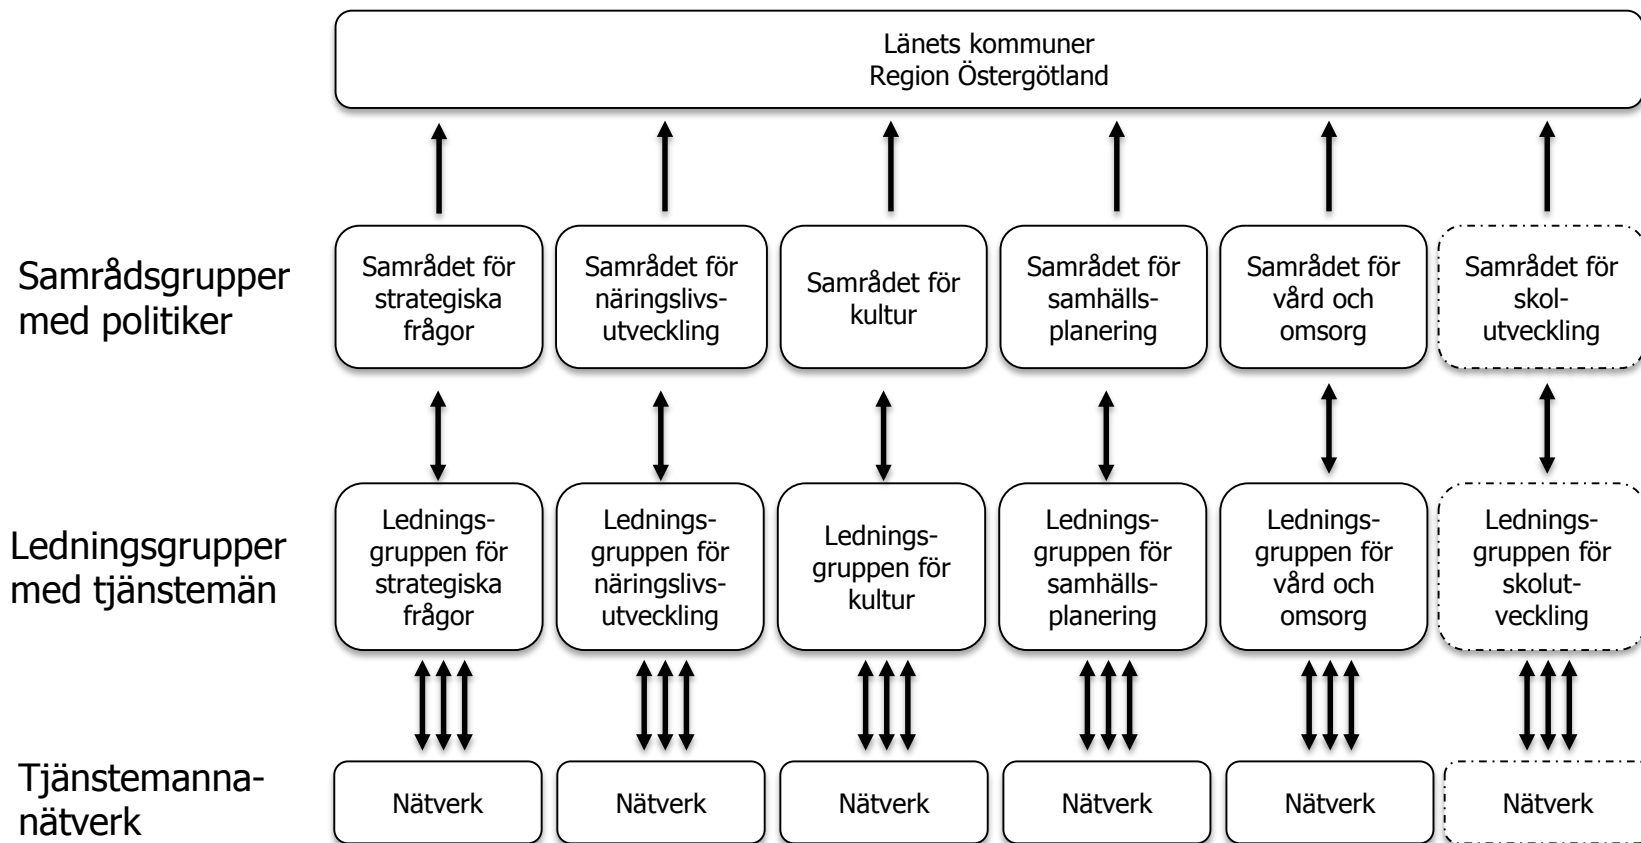 Länets kommuner
Region Östergötland
Samrådsgrupper
med politiker
Samrådet för
strategiska
frågor
Samrådet för
näringslivs-
utveckling
Samrådet för
kultur
Samrådet för
samhälls-
planering
Samrådet för
vård och
omsorg
Samrådet för
skol-
utveckling
Ledningsgrupper
med tjänstemän
Lednings-
gruppen för
strategiska
frågor
Lednings-
gruppen för
näringslivs-
utveckling
Lednings-
gruppen för
kultur
Lednings-
gruppen för
samhälls-
planering
Lednings-
gruppen för
vård och
omsorg
Lednings-
gruppen för
skolut-
veckling
Tjänstemanna-
nätverk
Nätverk
Nätverk
Nätverk
Nätverk
Nätverk
Nätverk